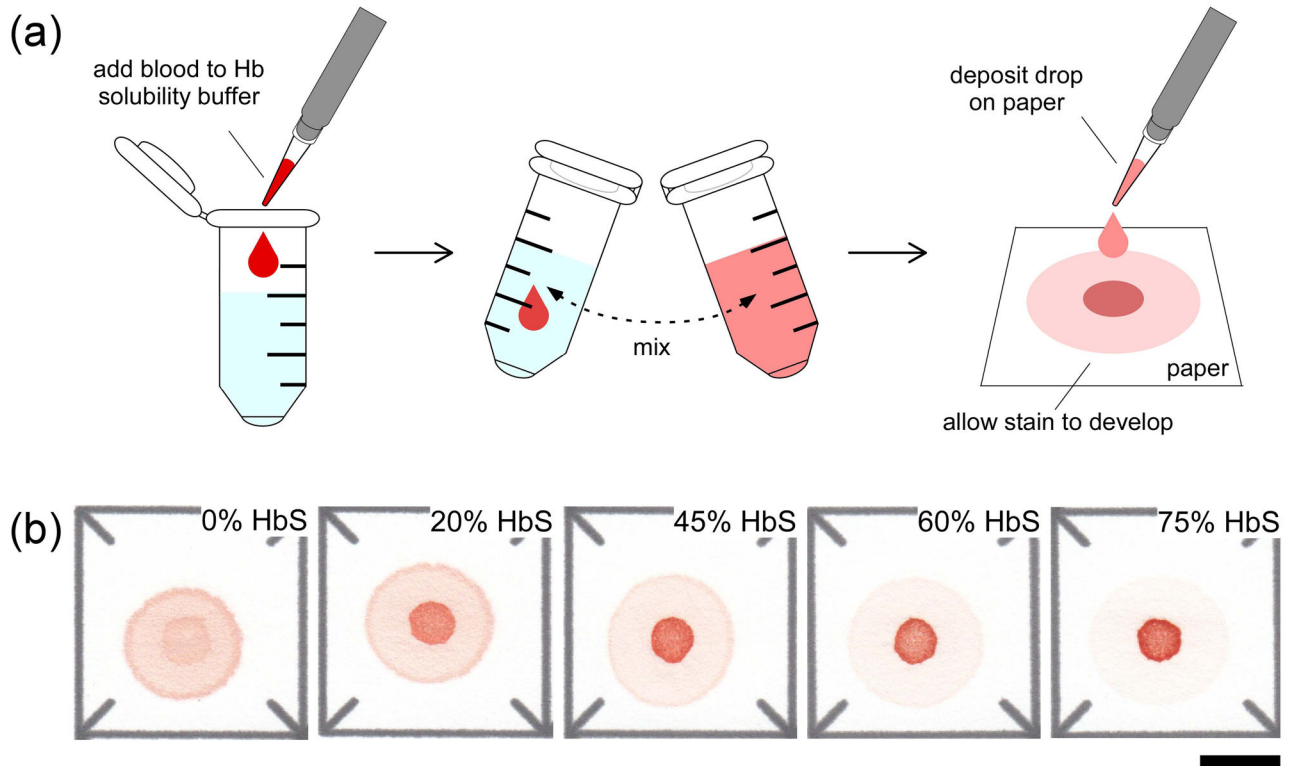 (a)
add blood to Hb
solubility buffer
mix
deposit drop
on paper
paper
allow stain to develop
(b)
0% HbS
20% HbS
45% HbS
60% HbS
75% HbS